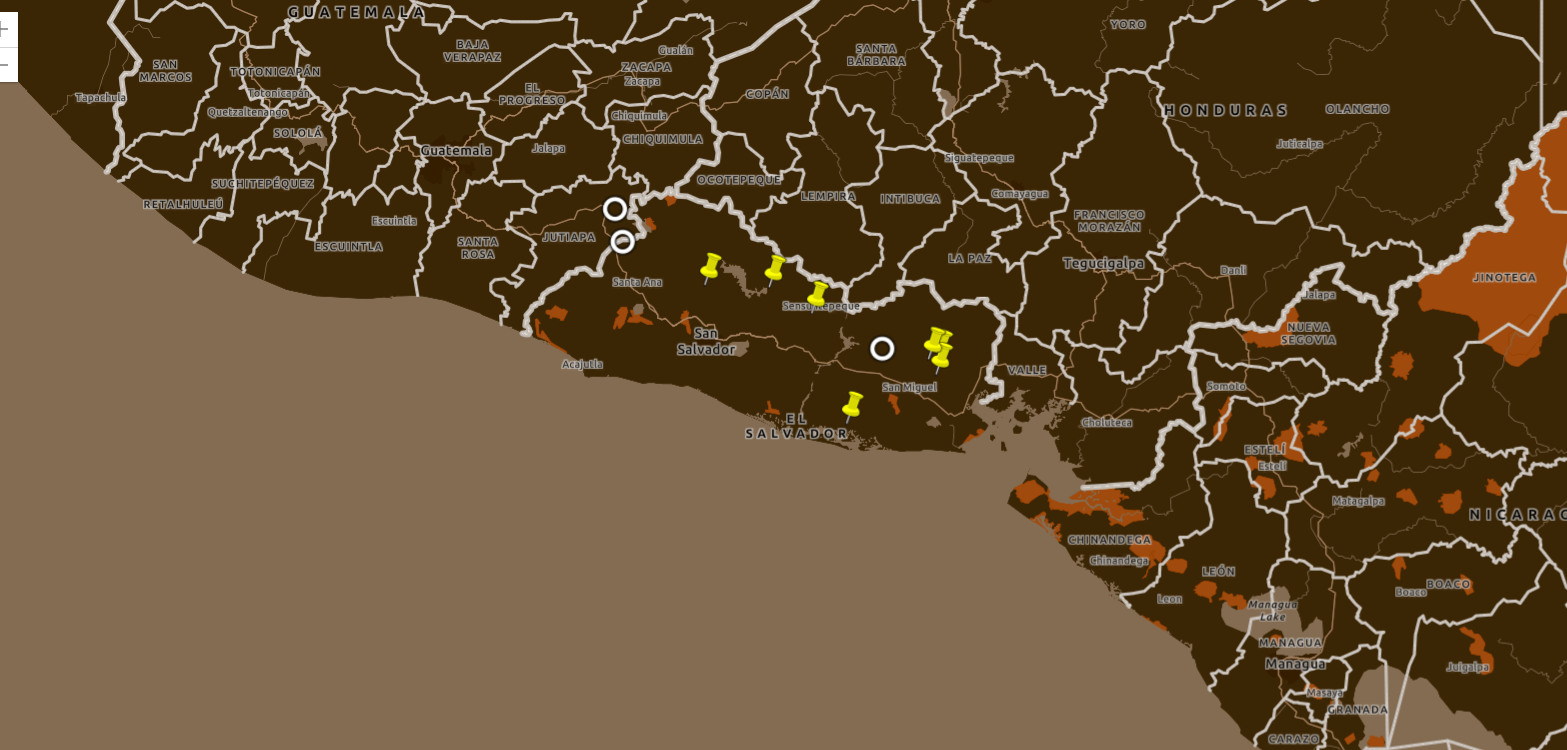 GUATEMALA
YORO
BAJA
VERAPAZ
Gualán
SANTA
BÁRBARA
SAN
MARCOS
TOTONICAPÁN
ZACAPA
Zacapa
EL
PROGRESO
COPÁN
Tapachula
Totonicapán
Quetzaltenango
Chiquimula
HONDURAS
OLANCHO
SOLOLÁ
CHIQUIMULA
Juticalpa
Guatemala
Jalapa
Siguatepeque
SUCHITEPÉQUEZ
OCOTEPEQUE
LEMPIRA
INTIBUCA
Comayagua
RETALHULEÚ
Escuintla
FRANCISCO
MORAZÁN
ESCUINTLA
SANTA
ROSA
JUTIAPA
LA PAZ
Tegucigalpa
Danlí
JINOTEGA
Santa Ana
Jalapa
Sensuntepeque
NUEVA
SEGOVIA
San
Salvador
Acajutla
VALLE
San Miguel
Somoto
EL
SALVADOR
Choluteca
ESTELÍ
Estelí
Matagalpa
NICARAG
CHINANDEGA
Chinandega
LEÓN
Leon
Boaco
BOACO
Managua
Lake
MANAGUA
Managua
Juigalpa
Masaya
GRANADA
CARAZO